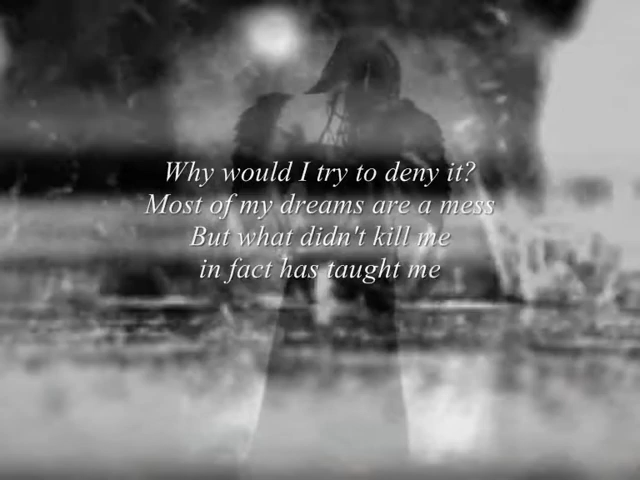 Why would I try to deny it?
Most of my dreams are a mess
But what didn't kill me
in fact has taught me